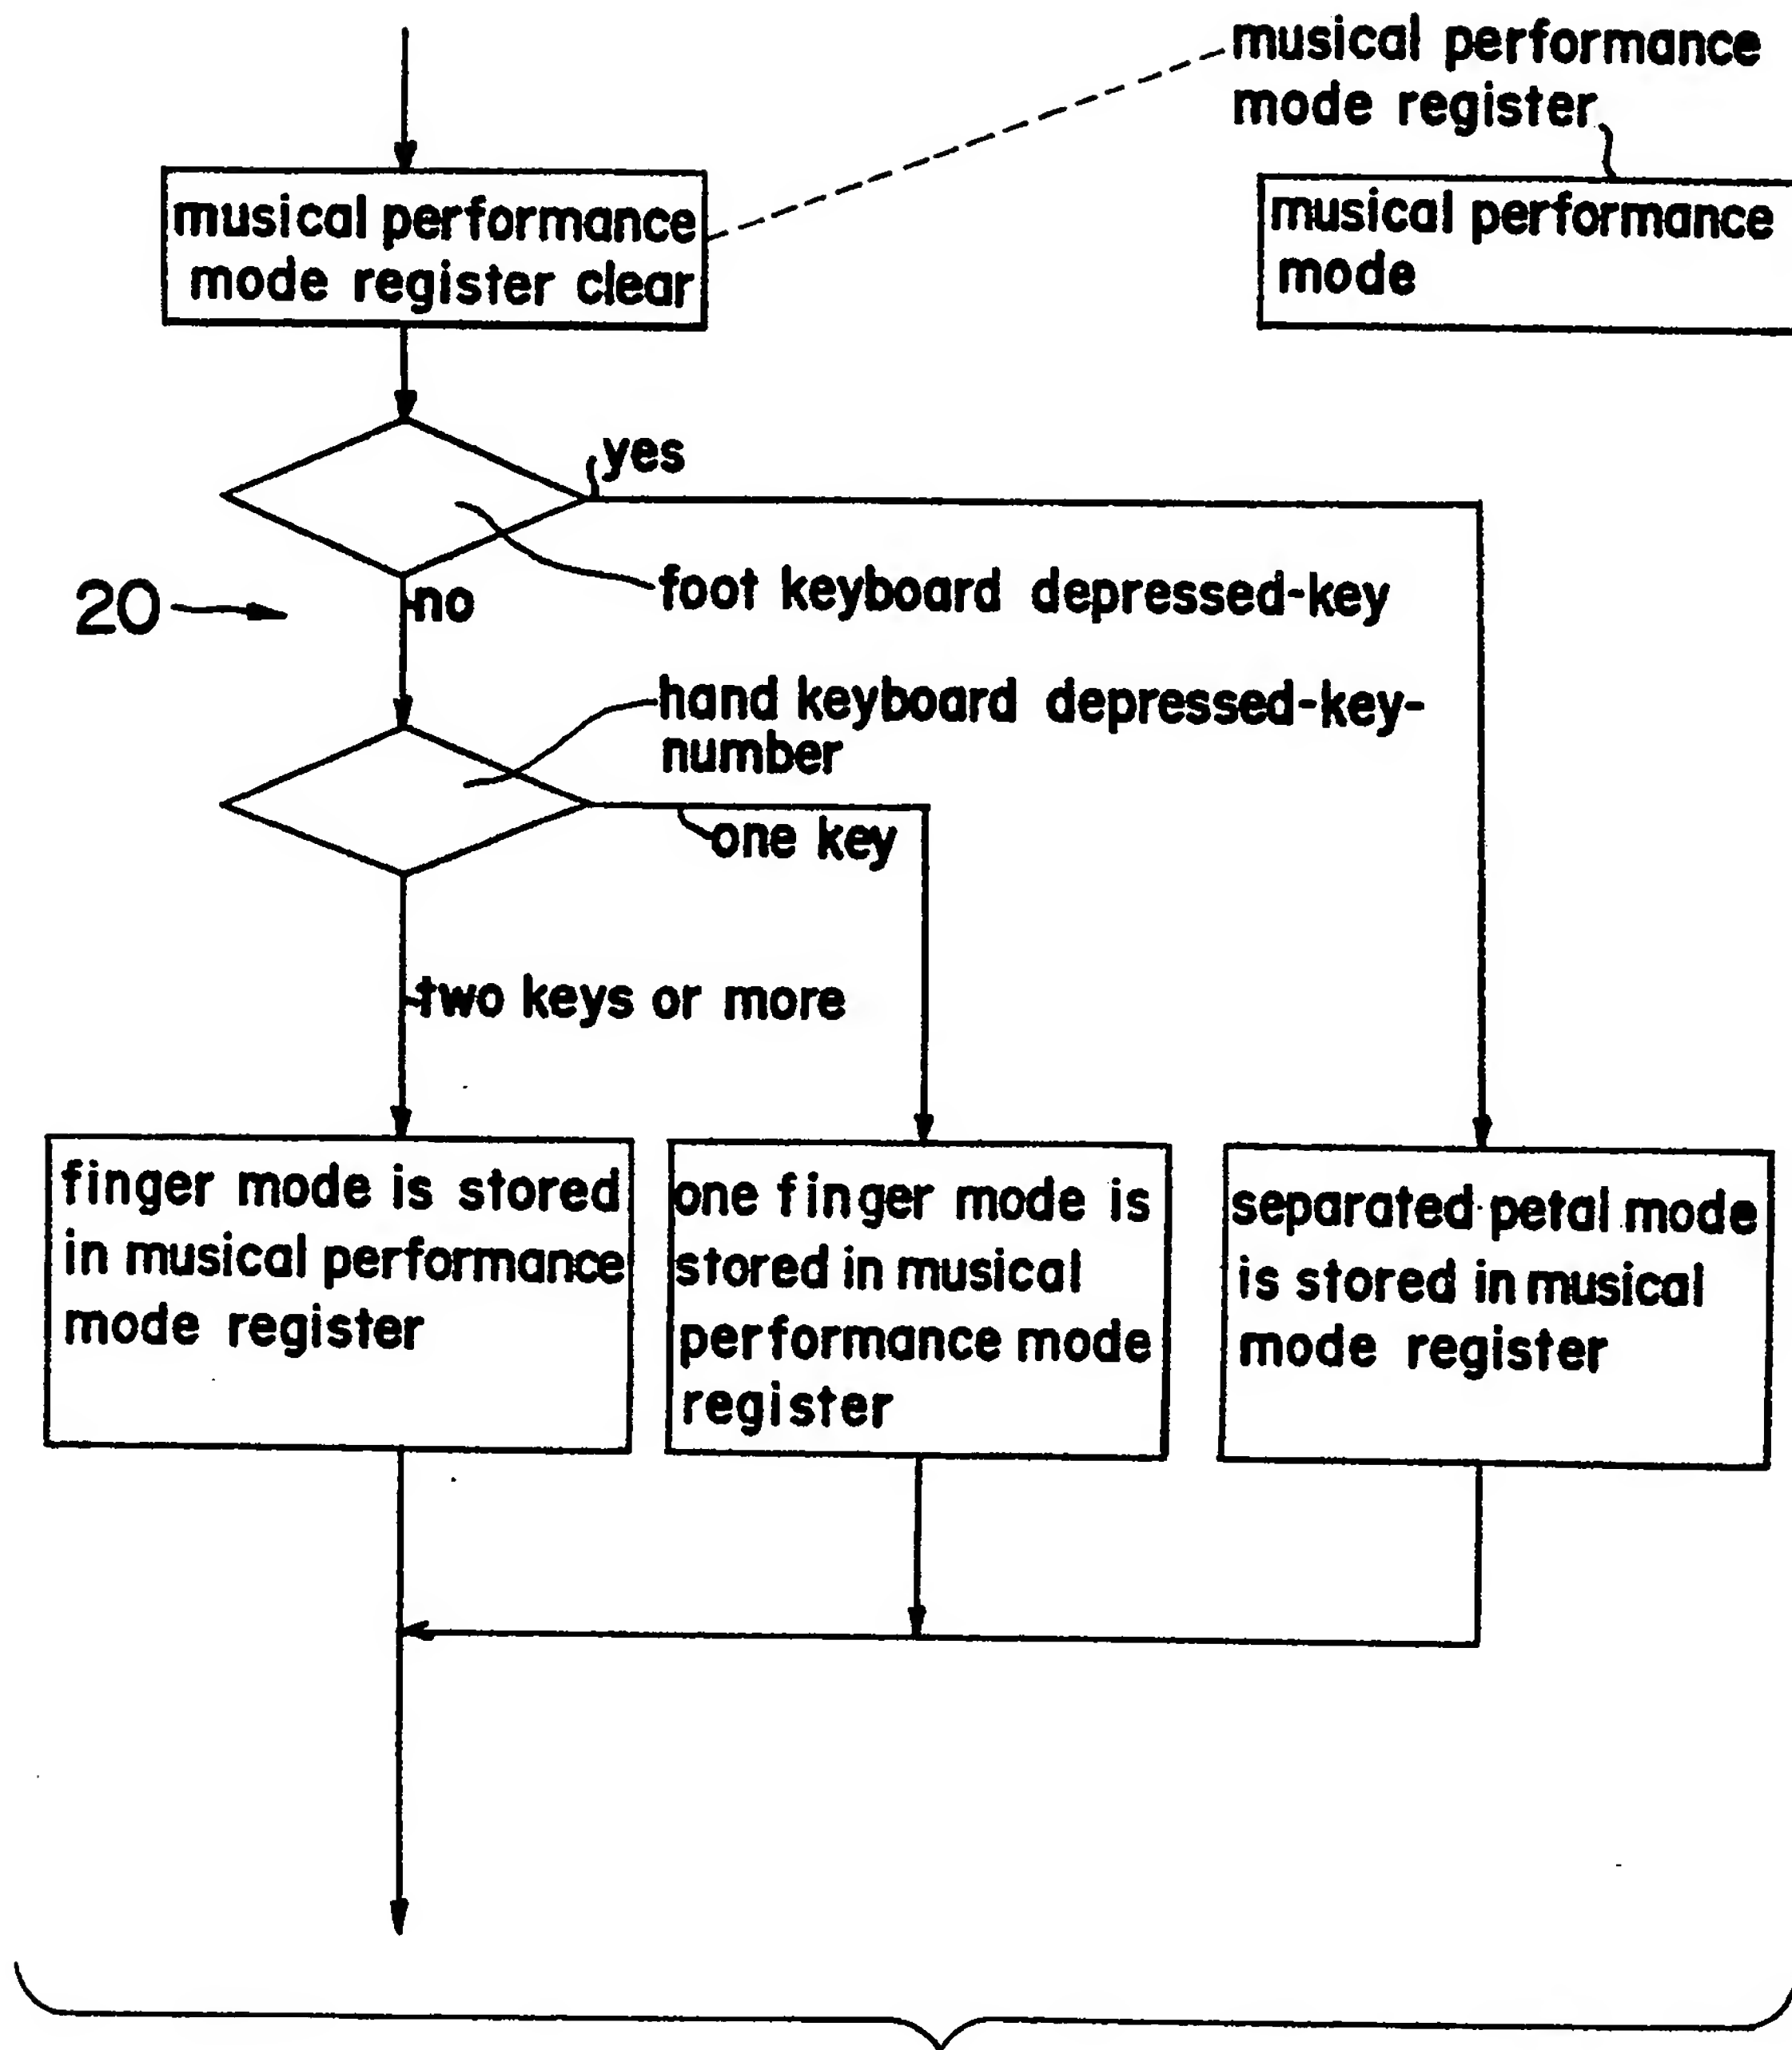 musical performance
mode register
musical performance
mode register clear
musical performance
mode
yes
foot keyboard depressed-key
20
no
hand keyboard depressed-key-
number
one key
two keys or more
finger mode is stored
in musical performance
mode register
one finger mode is
stored in musical
performance mode
register
separated petal mode
is stored in musical
mode register